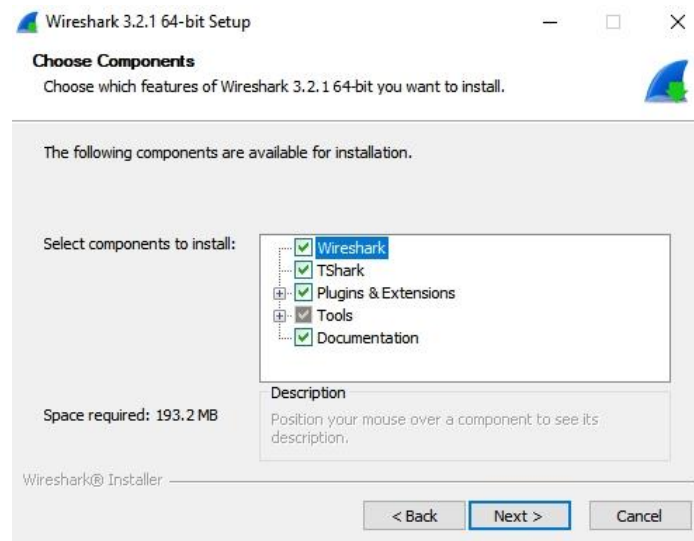 Wireshark 3.2.1 64-bit Setup
Choose Components
Choose which features of Wireshark 3.2.1 64-bit you want to install.
The following components are available for installation.
Select components to install:
Wireshark
TShark
Plugins & Extensions
Tools
Documentation
Space required: 193.2 MB
Description
Position your mouse over a component to see its
description.
Wireshark® Installer
< Back
Next >
Cancel